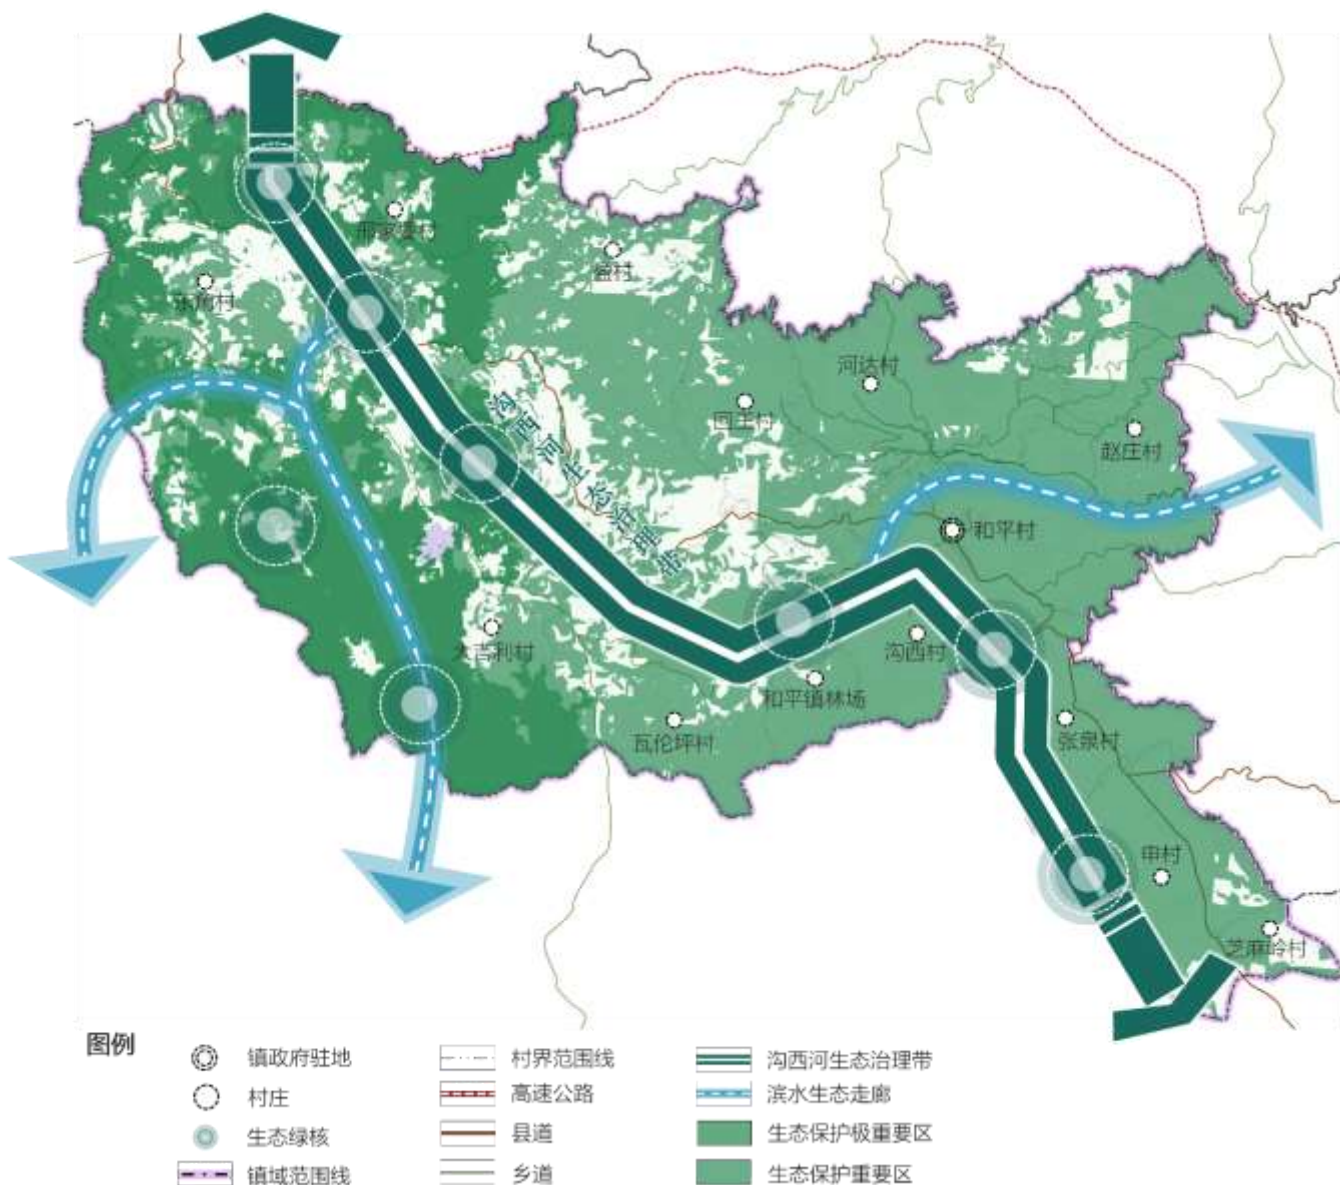 邢家墕村
釜村
东角村
河达村
回王村
赵庄村
沟西河生态治理带
和平村
大吉利村
沟西村
和平镇林场
瓦伦坪村
张泉村
申村
芝麻岭村
图例
镇政府驻地
村界范围线
沟西河生态治理带
村庄
高速公路
滨水生态走廊
生态绿核
县道
生态保护极重要区
镇域范围线
乡道
生态保护重要区